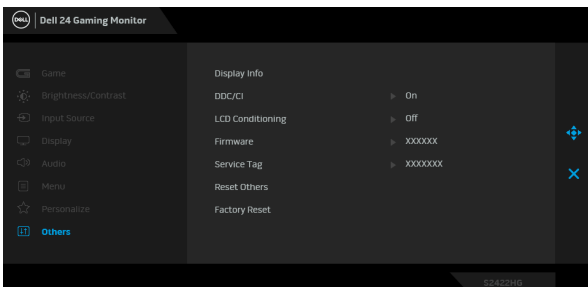 DELL Dell 24 Gaming Monitor
Game
Brightness/Contrast
Input Source
Display
Audio
Menu
Personalize
Others
Display Info
DDC/CI On
LCD Conditioning Off
Firmware XXXXXX
Service Tag XXXXXXX
Reset Others
Factory Reset
S2422HG